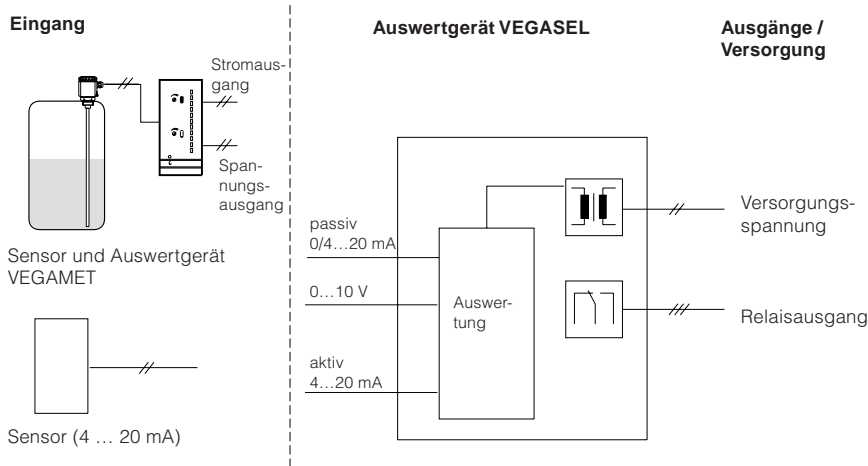 Eingang
Stromaus-
gang
Span-
nungs-
ausgang
Sensor und Auswertgerät
VEGAMET
Sensor (4 … 20 mA)
Auswertgerät VEGASEL
passiv
0/4…20 mA
0…10 V
aktiv
4…20 mA
Auswer-
tung
Ausgänge /
Versorgung
Versorgungs-
spannung
Relaisausgang